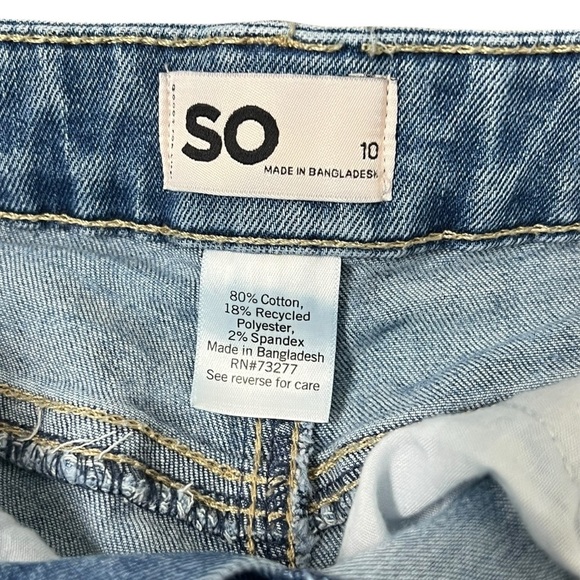 SO
10
MADE IN BANGLADESH
80% Cotton,
18% Recycled
Polyester,
2% Spandex
Made in Bangladesh
RN#73277
See reverse for care